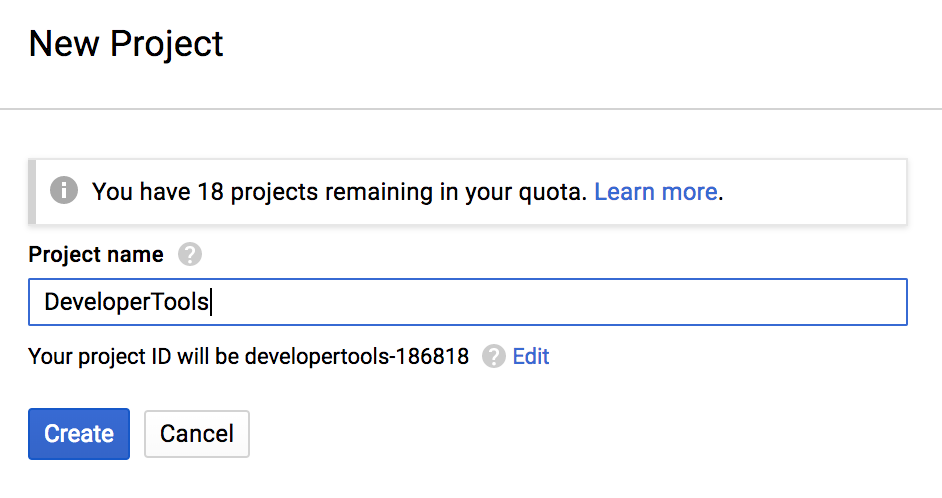 New Project
You have 18 projects remaining in your quota. Learn more.
Project name ?
DeveloperTools
Your project ID will be developertools-186818 ? Edit
Create Cancel